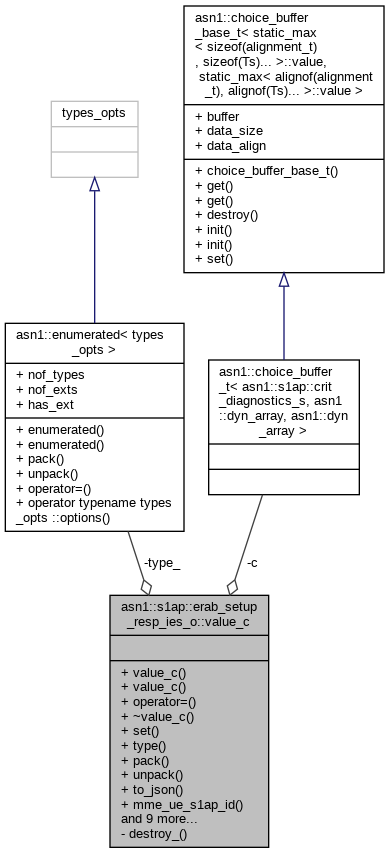 asn1::choice_buffer
_base_t< static_max
< sizeof(alignment_t)
, sizeof(Ts)... >::value,
static_max< alignof(alignment
_t), alignof(Ts)... >::value >
+ buffer
+ data_size
+ data_align
+ choice_buffer_base_t()
+ get()
+ get()
+ destroy()
+ init()
+ init()
+ set()
types_opts
asn1::enumerated< types
_opts >
+ nof_types
+ nof_exts
+ has_ext
+ enumerated()
+ enumerated()
+ pack()
+ unpack()
+ operator=()
+ operator typename types
_opts ::options()
asn1::choice_buffer
_t< asn1::s1ap::crit
_diagnostics_s, asn1
::dyn_array, asn1::dyn
_array >
-type_
-c
asn1::s1ap::erab_setup
_resp_ies_o::value_c
+ value_c()
+ value_c()
+ operator=()
+ ~value_c()
+ set()
+ type()
+ pack()
+ unpack()
+ to_json()
+ mme_ue_s1ap_id()
and 9 more...
- destroy_()